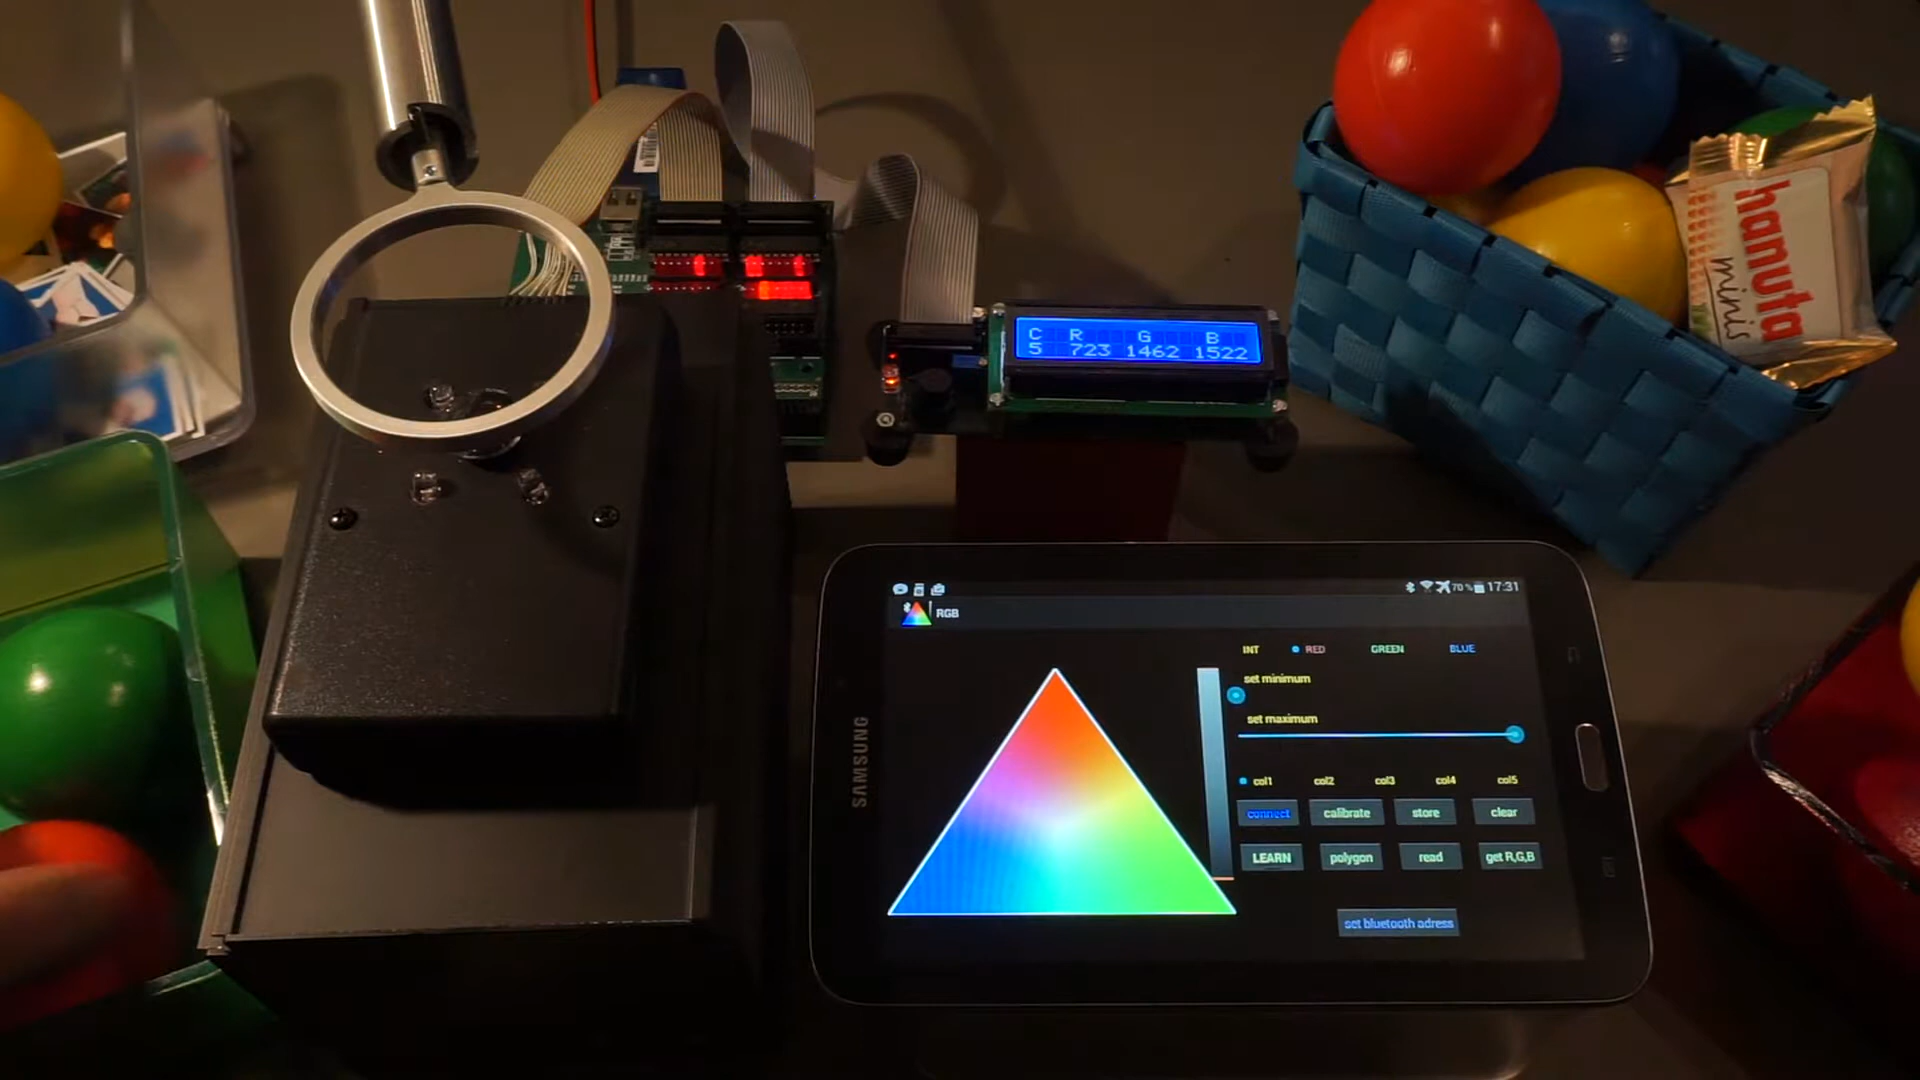 hanuta
minis
C R G B
5 723 1462 1522
SAMSUNG
70 % 17:31
RGB
INT RED GREEN BLUE
set minimum
set maximum
col1 col2 col3 col4 col5
connect calibrate store clear
LEARN polygon read get R,G,B
set bluetooth adress